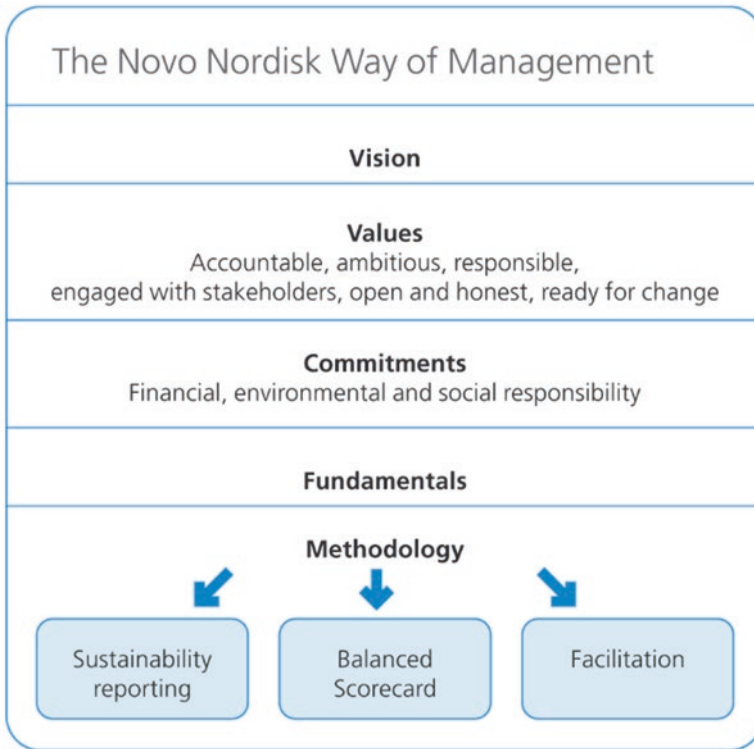 The Novo Nordisk Way of Management
Vision
Values
Accountable, ambitious, responsible,
engaged with stakeholders, open and honest, ready for change
Commitments
Financial, environmental and social responsibility
Fundamentals
Methodology
Sustainability
reporting
Balanced
Scorecard
Facilitation